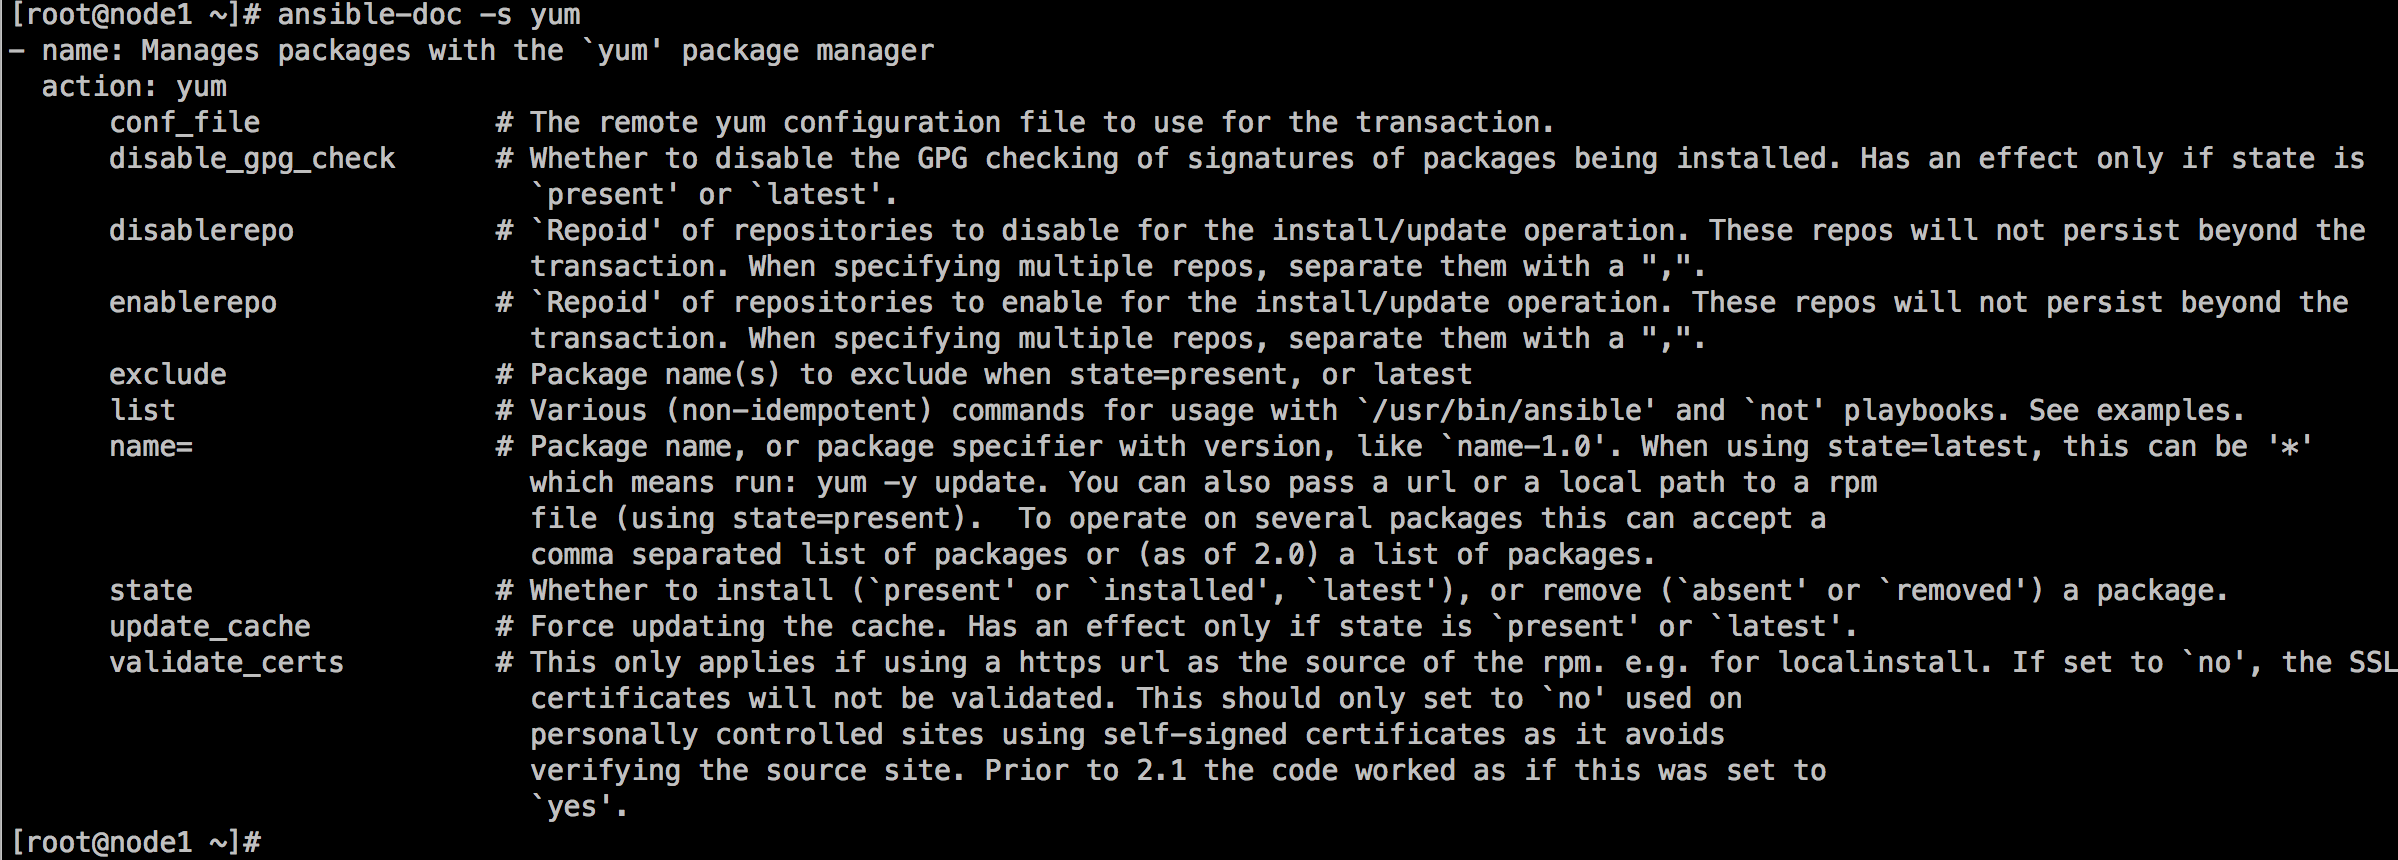 [root@node1 ~]# ansible-doc -s yum
- name: Manages packages with the `yum' package manager
  action: yum
      conf_file              # The remote yum configuration file to use for the transaction.
      disable_gpg_check      # Whether to disable the GPG checking of signatures of packages being installed. Has an effect only if state is
                               `present' or `latest'.
      disablerepo            # `Repoid' of repositories to disable for the install/update operation. These repos will not persist beyond the
                               transaction. When specifying multiple repos, separate them with a ",".
      enablerepo             # `Repoid' of repositories to enable for the install/update operation. These repos will not persist beyond the
                               transaction. When specifying multiple repos, separate them with a ",".
      exclude                # Package name(s) to exclude when state=present, or latest
      list                   # Various (non-idempotent) commands for usage with `/usr/bin/ansible' and `not' playbooks. See examples.
      name=                  # Package name, or package specifier with version, like `name-1.0'. When using state=latest, this can be '*'
                               which means run: yum -y update. You can also pass a url or a local path to a rpm
                               file (using state=present).  To operate on several packages this can accept a
                               comma separated list of packages or (as of 2.0) a list of packages.
      state                  # Whether to install (`present' or `installed', `latest'), or remove (`absent' or `removed') a package.
      update_cache           # Force updating the cache. Has an effect only if state is `present' or `latest'.
      validate_certs         # This only applies if using a https url as the source of the rpm. e.g. for localinstall. If set to `no', the SSL
                               certificates will not be validated. This should only set to `no' used on
                               personally controlled sites using self-signed certificates as it avoids
                               verifying the source site. Prior to 2.1 the code worked as if this was set to
                               `yes'.
[root@node1 ~]#